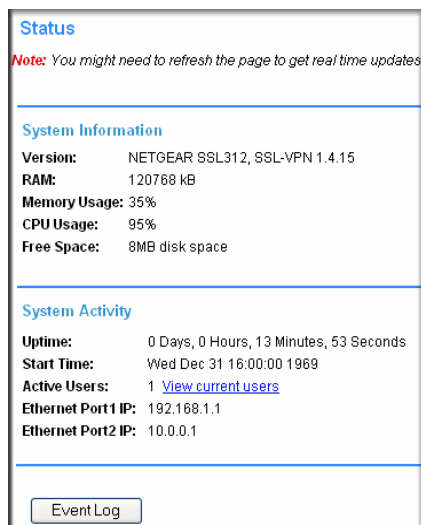 Status
Note: You might need to refresh the page to get real time updates
System Information
Version: NETGEAR SSL312, SSL-VPN 1.4.15
RAM: 120768 kB
Memory Usage: 35%
CPU Usage: 95%
Free Space: 8MB disk space
System Activity
Uptime: 0 Days, 0 Hours, 13 Minutes, 53 Seconds
Start Time: Wed Dec 31 16:00:00 1969
Active Users: 1 View current users
Ethernet Port1 IP: 192.168.1.1
Ethernet Port2 IP: 10.0.0.1
Event Log